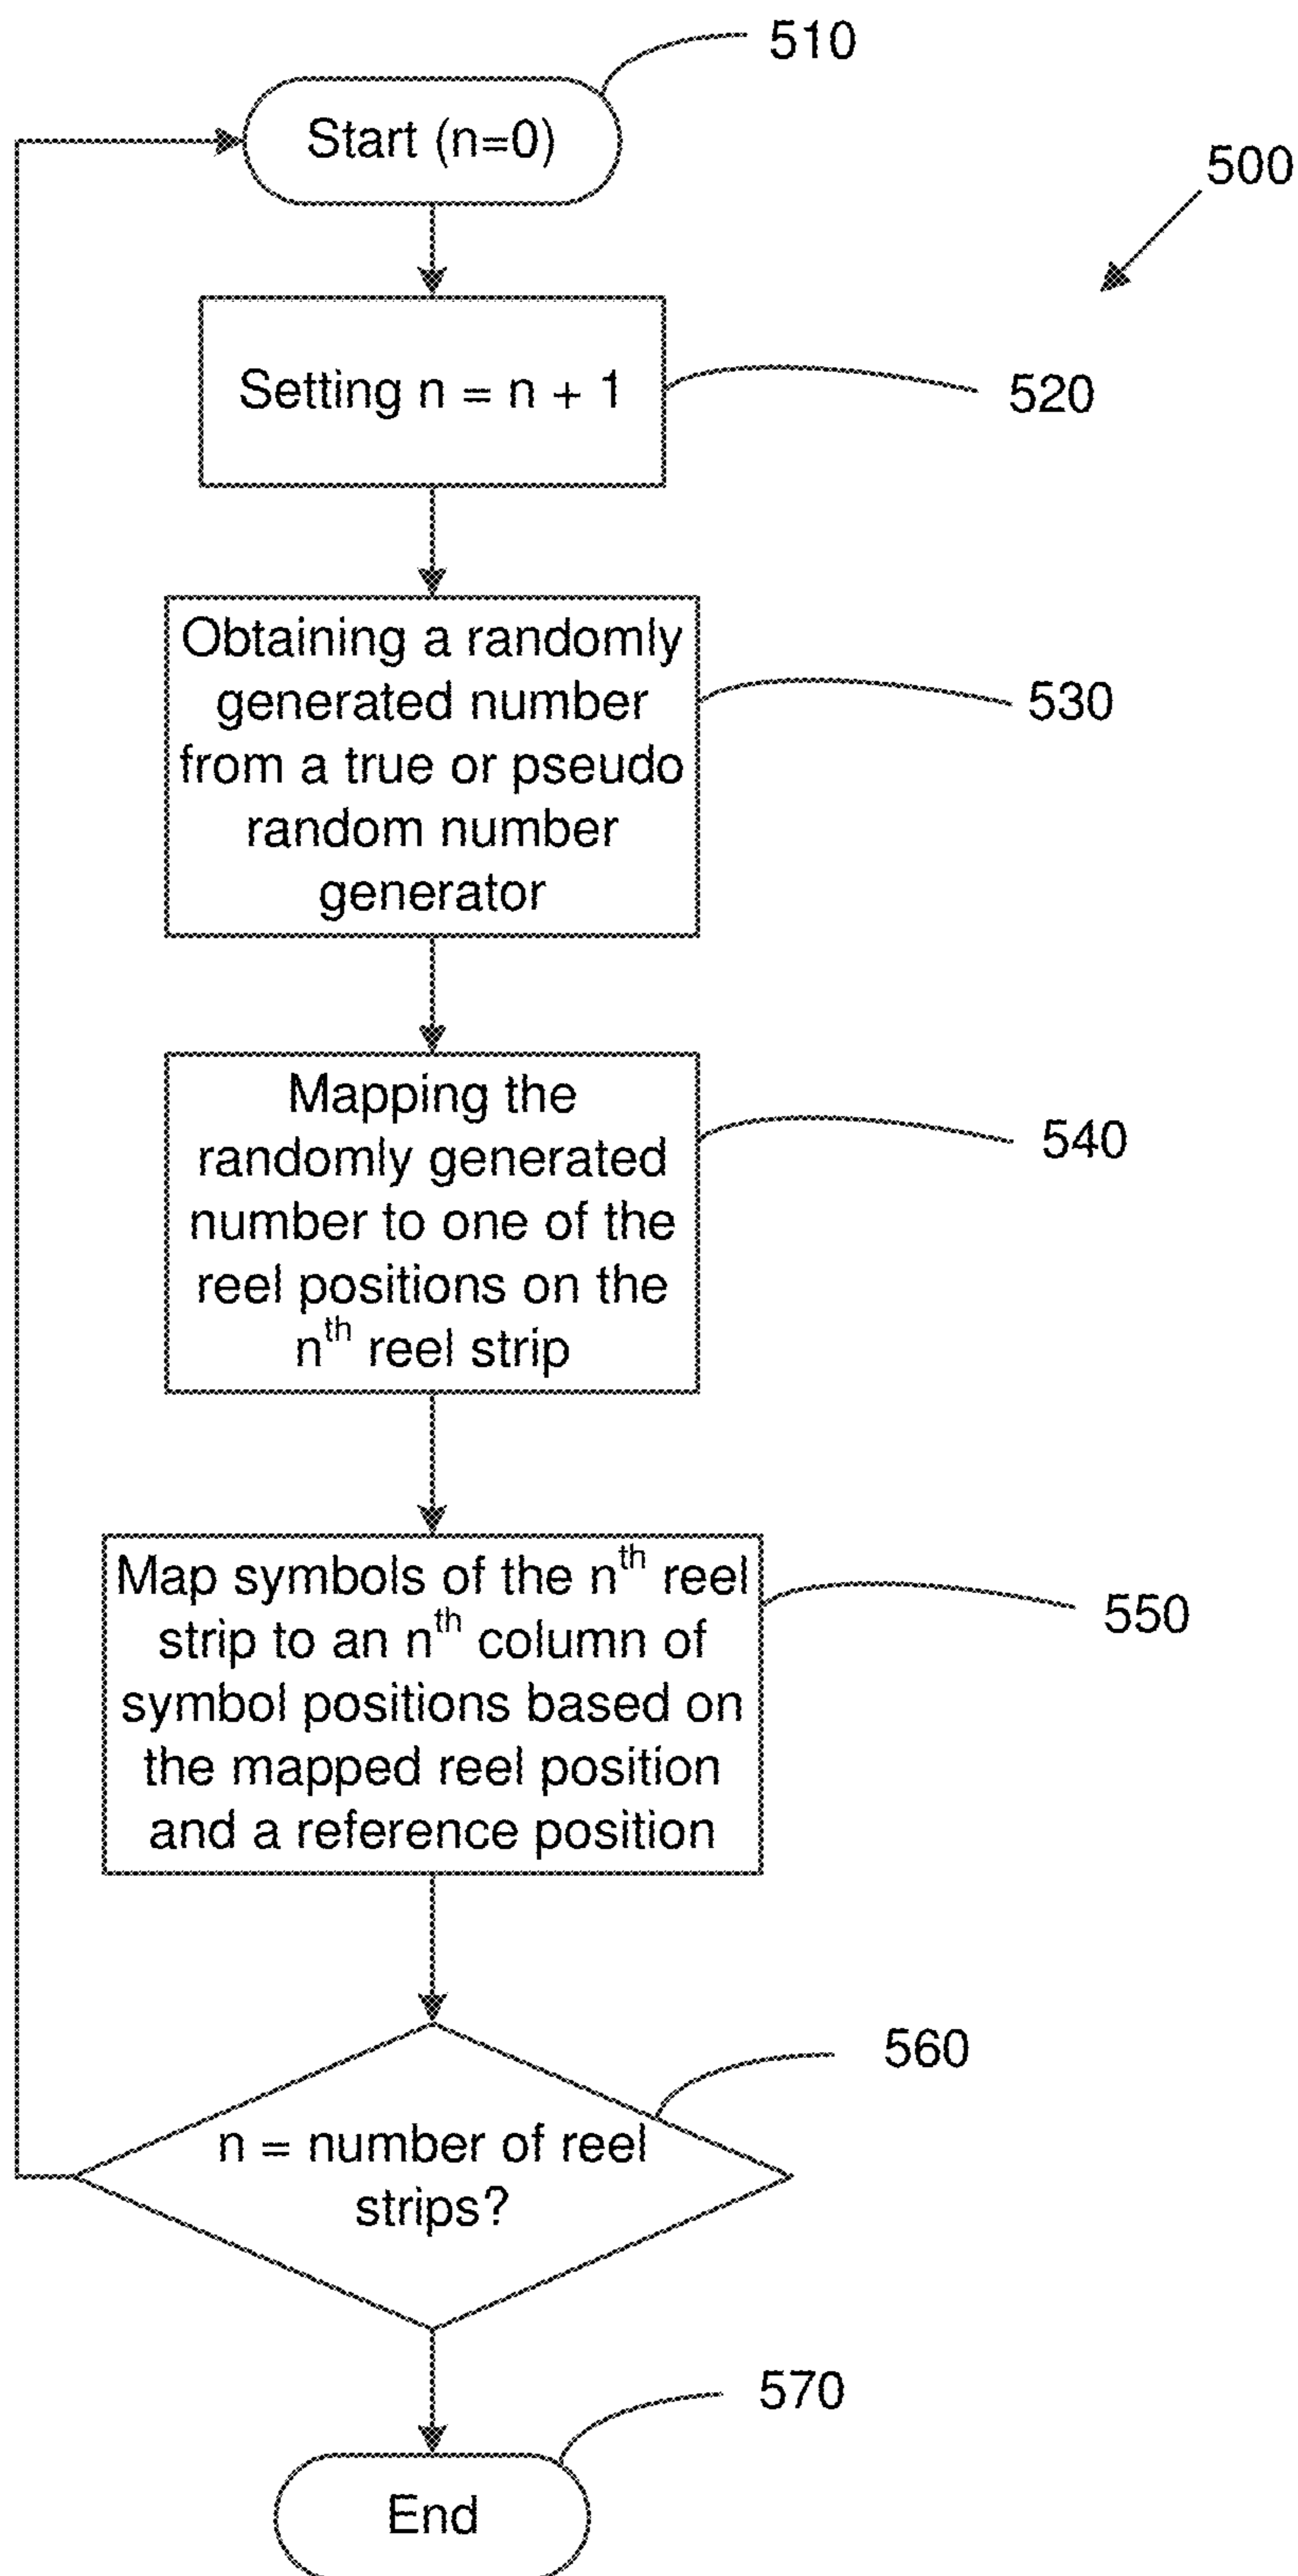 510
Start (n=0)
500
Setting n = n + 1
520
Obtaining a randomly
generated number
from a true or pseudo
random number
generator
530
Mapping the
randomly generated
number to one of the
reel positions on the
nth reel strip
540
Map symbols of the nth reel
strip to an nth column of
symbol positions based on
the mapped reel position
and a reference position
550
560
n = number of reel
strips?
570
End